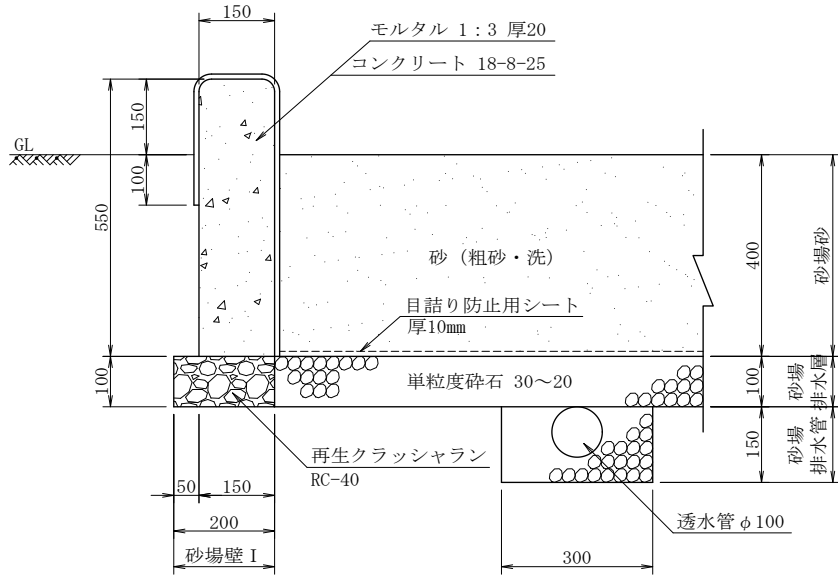 150
モルタル 1：3 厚20
コンクリート 18-8-25
GL
150
100
550
400
砂場砂
砂（粗砂・洗）
目詰り防止用シート
厚10mm
100
単粒度砕石 30～20
100
砂場
排水層
150
砂場
排水管
再生クラッシャラン
RC-40
50
150
200
砂場壁Ⅰ
透水管φ100
300